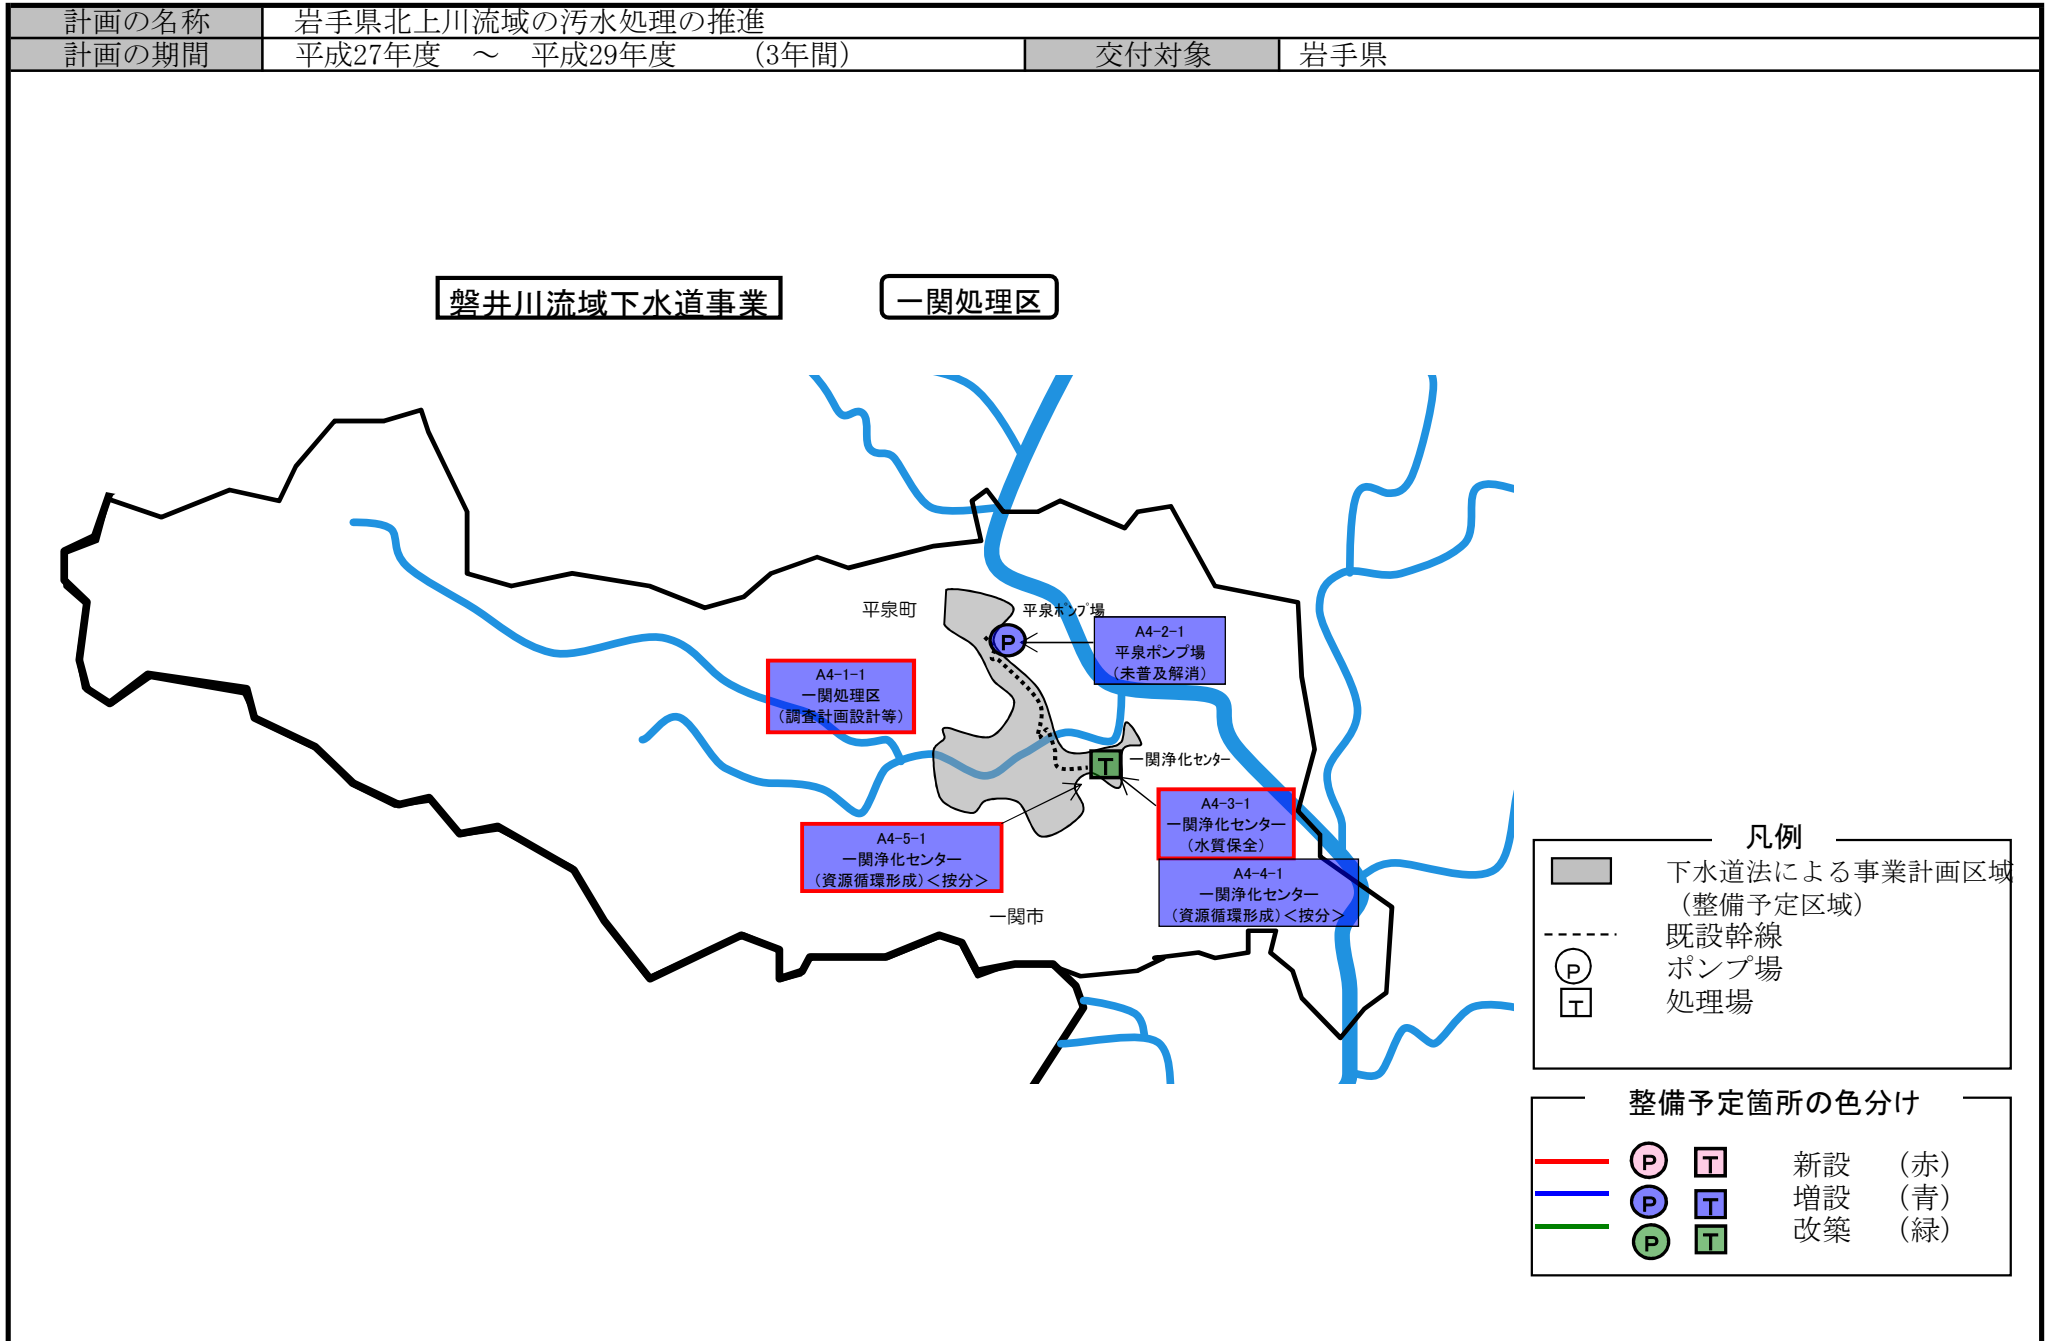 計画の名称 岩手県北上川流域の汚水処理の推進
計画の期間 平成27年度 ～ 平成29年度 （3年間） 交付対象 岩手県
磐井川流域下水道事業 一関処理区
平泉町
平泉ポンプ場
P
A4-2-1
平泉ポンプ場
（未普及解消）
A4-1-1
一関処理区
（調査計画設計等）
T
一関浄化センター
A4-3-1
一関浄化センター
（水質保全）
A4-5-1
一関浄化センター
（資源循環形成）＜按分＞
A4-4-1
一関浄化センター
（資源循環形成）＜按分＞
一関市
凡例
下水道法による事業計画区域
（整備予定区域）
既設幹線
P ポンプ場
T 処理場
整備予定箇所の色分け
P T 新設 （赤）
P T 増設 （青）
P T 改築 （緑）